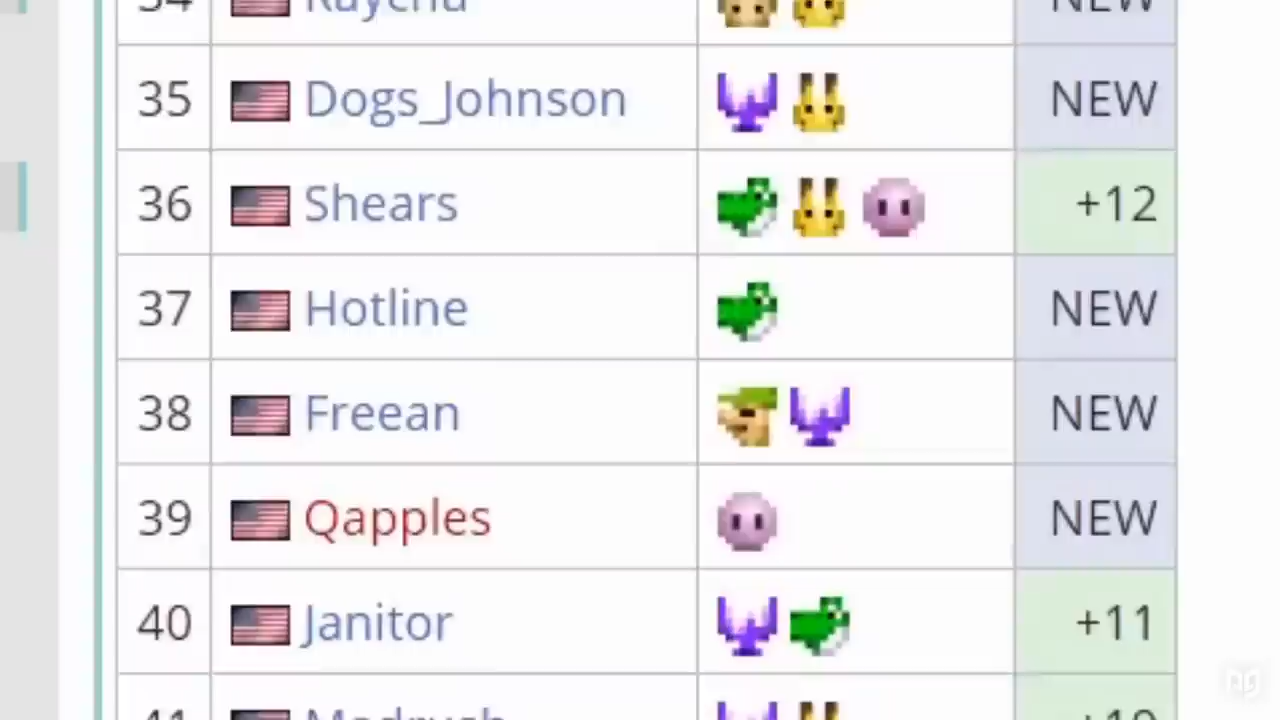 35 Dogs_Johnson NEW
36 Shears +12
37 Hotline NEW
38 Freean NEW
39 Qapples NEW
40 Janitor +11